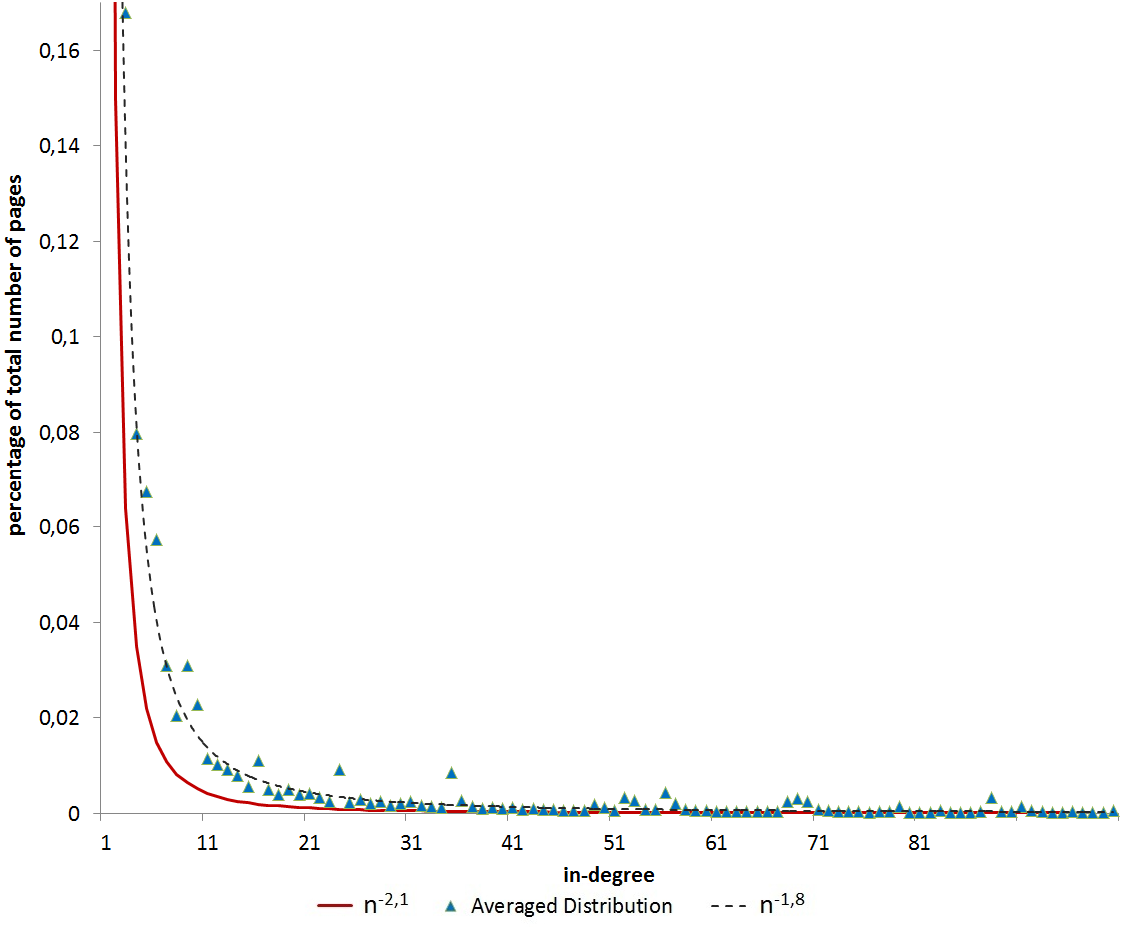 0,16
0,14
0,12
0,1
0,08
0,06
0,04
0,02
0
percentage of total number of pages
1 11 21 31 41 51 61 71 81
in-degree
n-2,1 Averaged Distribution n-1,8